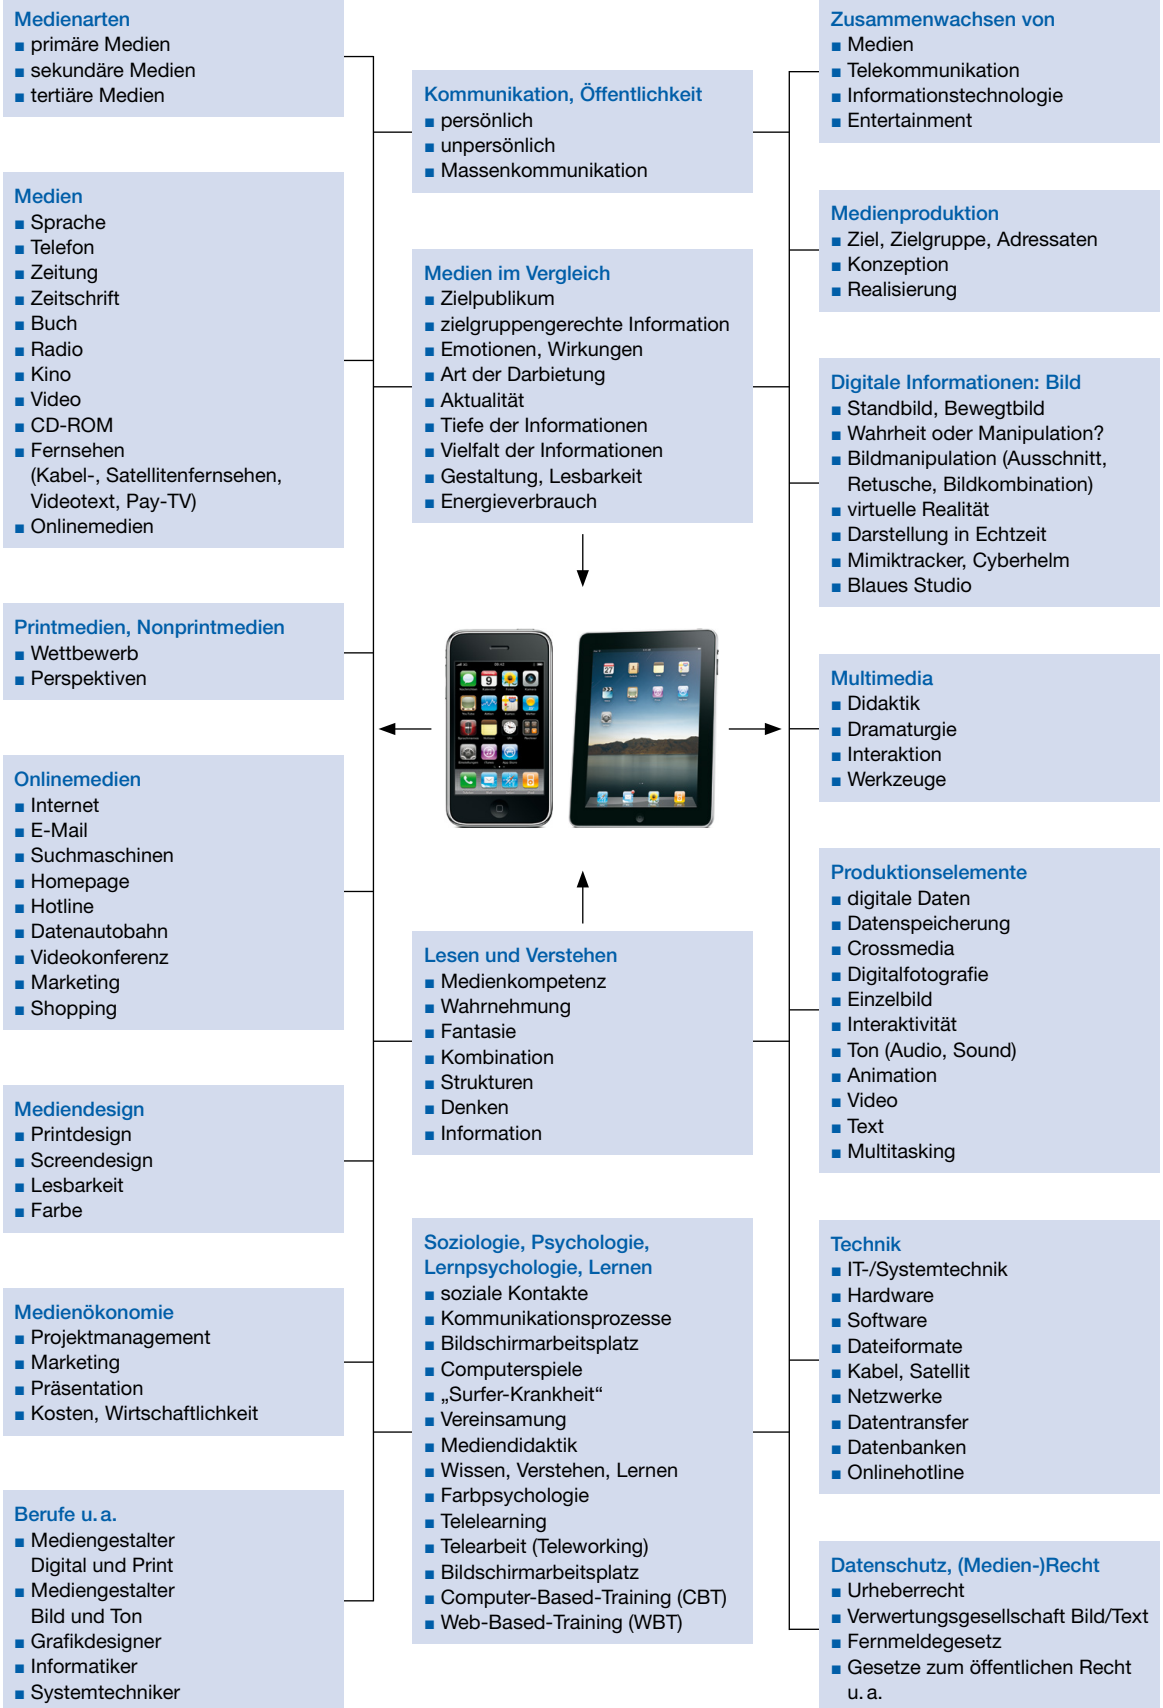 Medienarten
■ primäre Medien
■ sekundäre Medien
■ tertiäre Medien
Medien
■ Sprache
■ Telefon
■ Zeitung
■ Zeitschrift
■ Buch
■ Radio
■ Kino
■ Video
■ CD-ROM
■ Fernsehen
(Kabel-, Satellitenfernsehen,
Videotext, Pay-TV)
■ Onlinemedien
Printmedien, Nonprintmedien
■ Wettbewerb
■ Perspektiven
Onlinemedien
■ Internet
■ E-Mail
■ Suchmaschinen
■ Homepage
■ Hotline
■ Datenautobahn
■ Videokonferenz
■ Marketing
■ Shopping
Mediendesign
■ Printdesign
■ Screendesign
■ Lesbarkeit
■ Farbe
Medienökonomie
■ Projektmanagement
■ Marketing
■ Präsentation
■ Kosten, Wirtschaftlichkeit
Berufe u. a.
■ Mediengestalter
Digital und Print
■ Mediengestalter
Bild und Ton
■ Grafikdesigner
■ Informatiker
■ Systemtechniker
Kommunikation, Öffentlichkeit
■ persönlich
■ unpersönlich
■ Massenkommunikation
Medien im Vergleich
■ Zielpublikum
■ zielgruppengerechte Information
■ Emotionen, Wirkungen
■ Art der Darbietung
■ Aktualität
■ Tiefe der Informationen
■ Vielfalt der Informationen
■ Gestaltung, Lesbarkeit
■ Energieverbrauch
9
27
Lesen und Verstehen
■ Medienkompetenz
■ Wahrnehmung
■ Fantasie
■ Kombination
■ Strukturen
■ Denken
■ Information
Soziologie, Psychologie,
Lernpsychologie, Lernen
■ soziale Kontakte
■ Kommunikationsprozesse
■ Bildschirmarbeitsplatz
■ Computerspiele
■ „Surfer-Krankheit“
■ Vereinsamung
■ Mediendidaktik
■ Wissen, Verstehen, Lernen
■ Farbpsychologie
■ Telelearning
■ Telearbeit (Teleworking)
■ Bildschirmarbeitsplatz
■ Computer-Based-Training (CBT)
■ Web-Based-Training (WBT)
Zusammenwachsen von
■ Medien
■ Telekommunikation
■ Informationstechnologie
■ Entertainment
Medienproduktion
■ Ziel, Zielgruppe, Adressaten
■ Konzeption
■ Realisierung
Digitale Informationen: Bild
■ Standbild, Bewegtbild
■ Wahrheit oder Manipulation?
■ Bildmanipulation (Ausschnitt,
Retusche, Bildkombination)
■ virtuelle Realität
■ Darstellung in Echtzeit
■ Mimiktracker, Cyberhelm
■ Blaues Studio
Multimedia
■ Didaktik
■ Dramaturgie
■ Interaktion
■ Werkzeuge
Produktionselemente
■ digitale Daten
■ Datenspeicherung
■ Crossmedia
■ Digitalfotografie
■ Einzelbild
■ Interaktivität
■ Ton (Audio, Sound)
■ Animation
■ Video
■ Text
■ Multitasking
Technik
■ IT-/Systemtechnik
■ Hardware
■ Software
■ Dateiformate
■ Kabel, Satellit
■ Netzwerke
■ Datentransfer
■ Datenbanken
■ Onlinehotline
Datenschutz, (Medien-)Recht
■ Urheberrecht
■ Verwertungsgesellschaft Bild/Text
■ Fernmeldegesetz
■ Gesetze zum öffentlichen Recht
u. a.